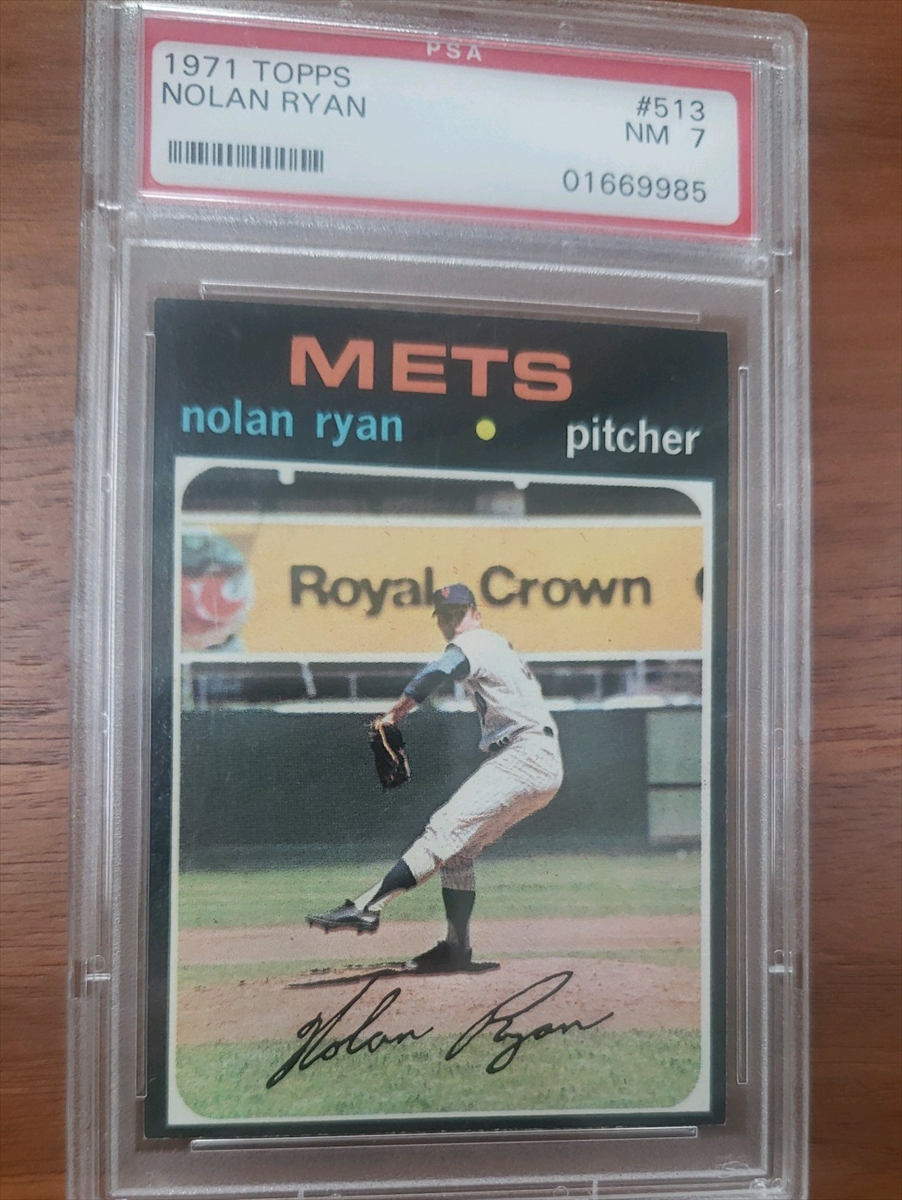 PSA
1971 TOPPS #513
NOLAN RYAN NM 7
01669985
METS
nolan ryan pitcher
Royal Crown
Nolan Ryan